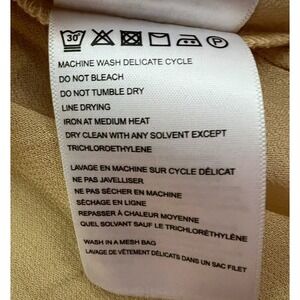 30°
P
MACHINE WASH DELICATE CYCLE
DO NOT BLEACH
DO NOT TUMBLE DRY
LINE DRYING
IRON AT MEDIUM HEAT
DRY CLEAN WITH ANY SOLVENT EXCEPT
TRICHLOROETHYLENE
LAVAGE EN MACHINE SUR CYCLE DÉLICAT
NE PAS JAVELLISER
NE PAS SÉCHER EN MACHINE
SÉCHAGE EN LIGNE
REPASSER À CHALEUR MOYENNE
QUEL SOLVANT SAUF LE TRICHLORÉTHYLÈNE
WASH IN A MESH BAG
LAVAGE DE VÊTEMENT DÉLICATS DANS UN SAC FILET